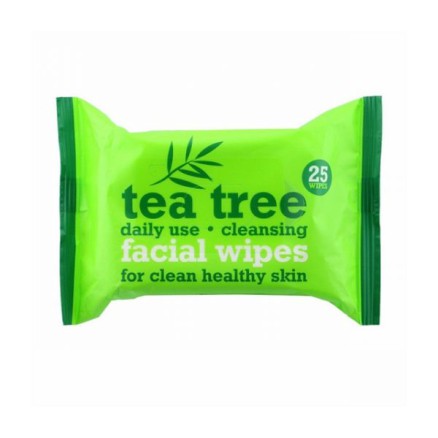 25
WIPES
tea tree
daily use • cleansing
facial wipes
for clean healthy skin